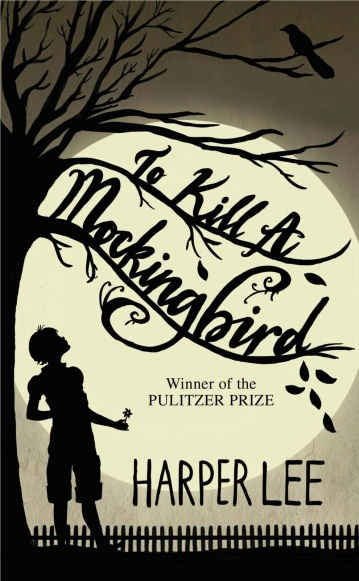 To Kill A
Mockingbird
Winner of the
PULITZER PRIZE
HARPER LEE